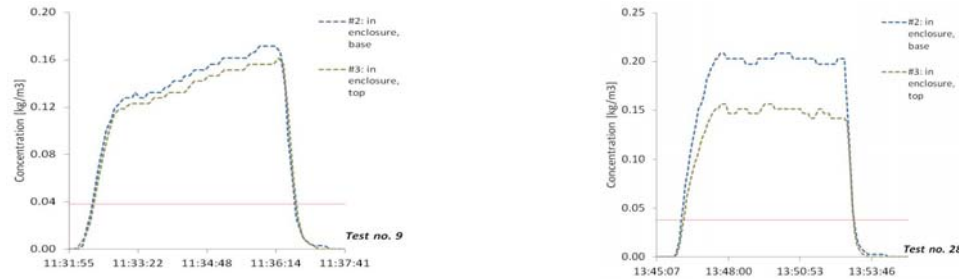 0.20
0.16
0.12
0.08
0.04
0.00
Concentration [kg/m3]
#2: in
enclosure,
base
#3: in
enclosure,
top
Test no. 9
11:31:55 11:33:22 11:34:48 11:36:14 11:37:41
0.25
0.20
0.15
0.10
0.05
0.00
Concentration [kg/m3]
#2: in
enclosure,
base
#3: in
enclosure,
top
Test no. 28
13:45:07 13:48:00 13:50:53 13:53:46